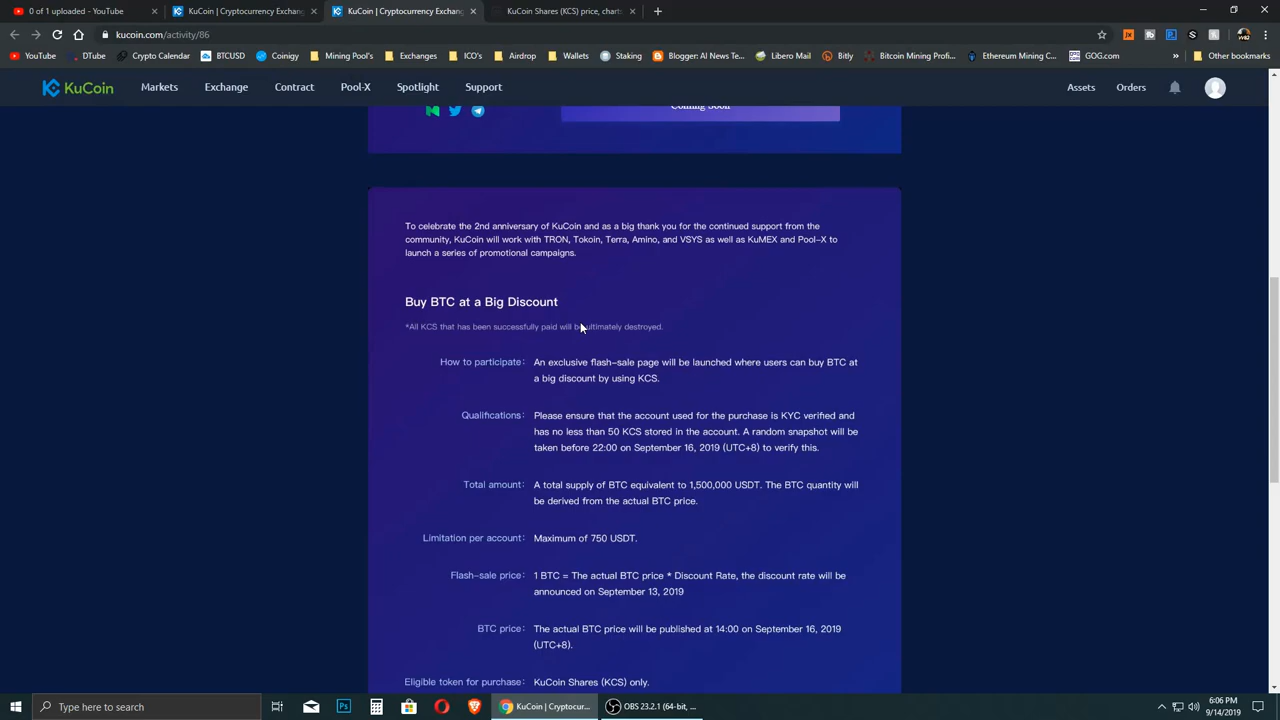 0 of 1 uploaded - YouTube
KuCoin | Cryptocurrency Exchan
KuCoin | Cryptocurrency Exchan
KuCoin Shares (KCS) price, charts
kucoin.com/activity/86
YouTube
DTube
Crypto Calendar
BTCUSD
Coinigy
Mining Pool's
Exchanges
ICO's
Airdrop
Wallets
Staking
Blogger: AI News Te...
Libero Mail
Bitly
Bitcoin Mining Profi...
Ethereum Mining C...
GOG.com
»
Other bookmarks
KuCoin
Markets
Exchange
Contract
Pool-X
Spotlight
Support
Assets
Orders
Coming Soon
To celebrate the 2nd anniversary of KuCoin and as a big thank you for the continued support from the
community, KuCoin will work with TRON, Tokoin, Terra, Amino, and VSYS as well as KuMEX and Pool-X to
launch a series of promotional campaigns.
Buy BTC at a Big Discount
*All KCS that has been successfully paid will be ultimately destroyed.
How to participate: An exclusive flash-sale page will be launched where users can buy BTC at
a big discount by using KCS.
Qualifications: Please ensure that the account used for the purchase is KYC verified and
has no less than 50 KCS stored in the account. A random snapshot will be
taken before 22:00 on September 16, 2019 (UTC+8) to verify this.
Total amount: A total supply of BTC equivalent to 1,500,000 USDT. The BTC quantity will
be derived from the actual BTC price.
Limitation per account: Maximum of 750 USDT.
Flash-sale price: 1 BTC = The actual BTC price * Discount Rate, the discount rate will be
announced on September 13, 2019
BTC price: The actual BTC price will be published at 14:00 on September 16, 2019
(UTC+8).
Eligible token for purchase: KuCoin Shares (KCS) only.
Type here to search
KuCoin | Cryptocur...
OBS 23.2.1 (64-bit, ...
6:06 PM
9/14/2019